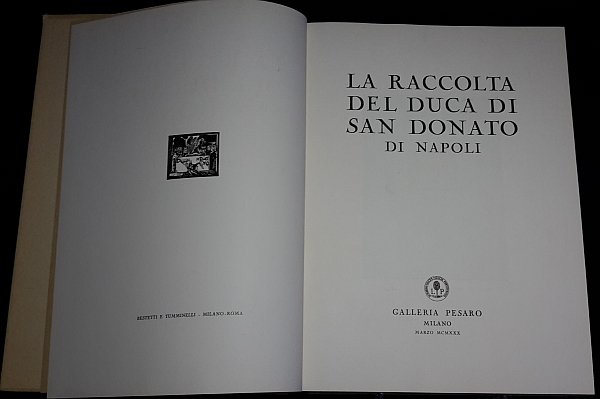 BESTETTI E TUMMINELLI - MILANO-ROMA
LA RACCOLTA
DEL DUCA DI
SAN DONATO
DI NAPOLI
GALLERIA PESARO
MILANO
MARZO MCMXXX